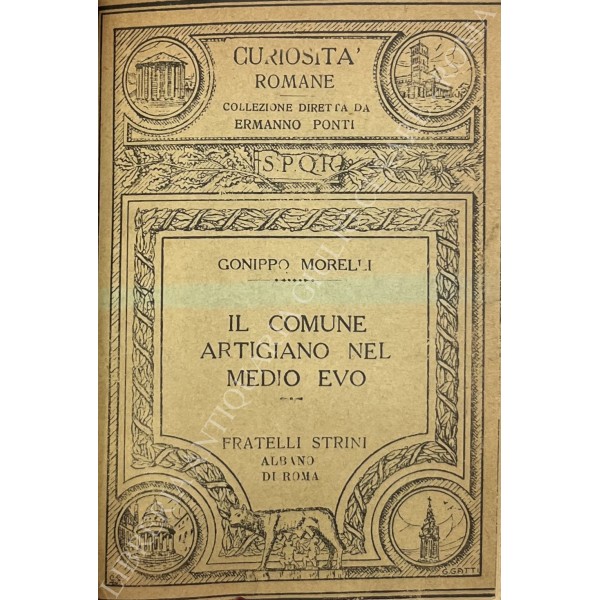 CURIOSITA'
ROMANE
COLLEZIONE DIRETTA DA
ERMANNO PONTI
S.P.Q.R.
GONIPPO MORELLI
IL COMUNE
ARTIGIANO NEL
MEDIO EVO
FRATELLI STRINI
ALBANO
DI ROMA
G. GATTI